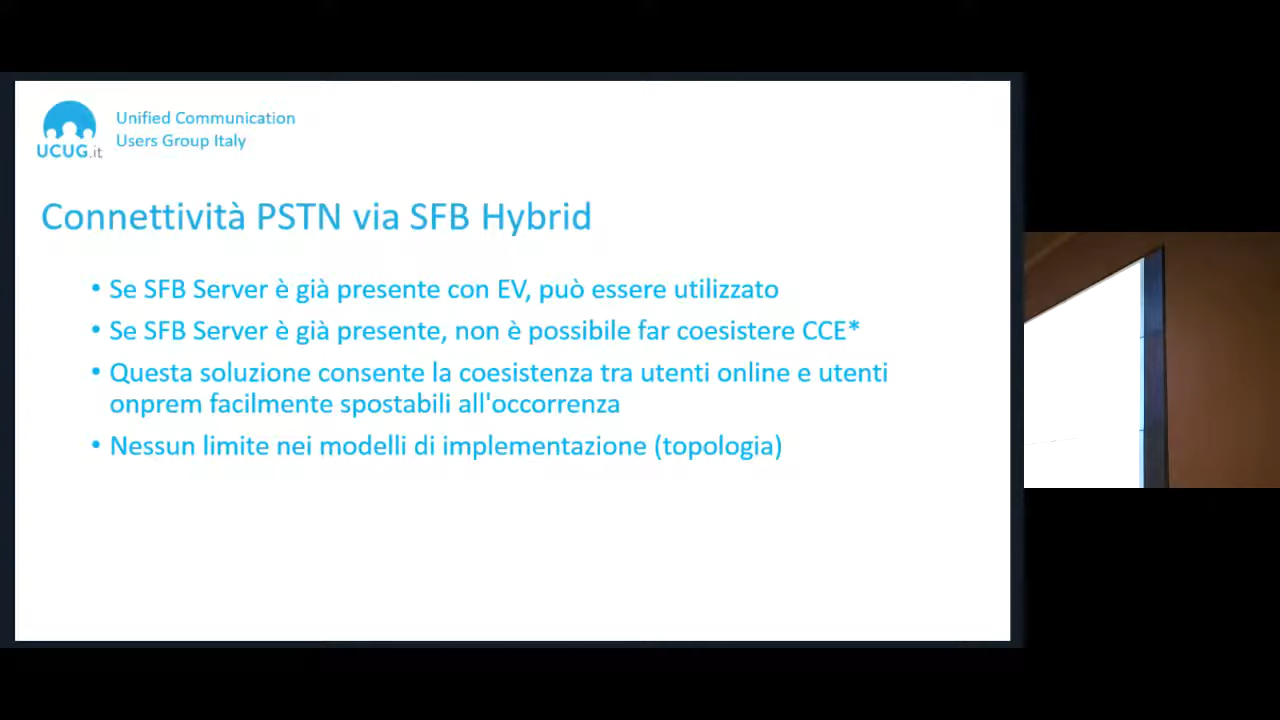 Unified Communication
Users Group Italy
UCUG.it
Connettività PSTN via SFB Hybrid
• Se SFB Server è già presente con EV, può essere utilizzato
• Se SFB Server è già presente, non è possibile far coesistere CCE*
• Questa soluzione consente la coesistenza tra utenti online e utenti
onprem facilmente spostabili all'occorrenza
• Nessun limite nei modelli di implementazione (topologia)